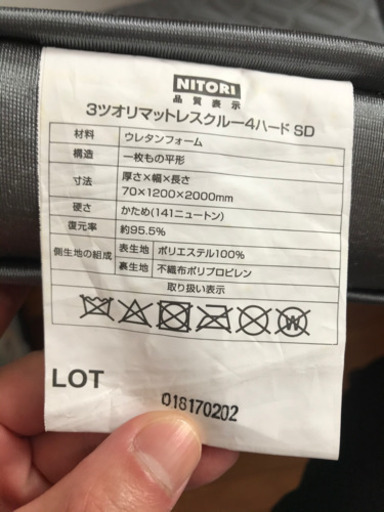 NITORI
品質表示
3ツオリマットレスクルー4ハード SD
材料 ウレタンフォーム
構造 一枚もの平形
寸法 厚さ×幅×長さ
70×1200×2000mm
硬さ かため(141ニュートン)
復元率 約95.5%
側生地の組成 表生地 ポリエステル100%
裏生地 不織布ポリプロピレン
取り扱い表示
W
LOT
018170202